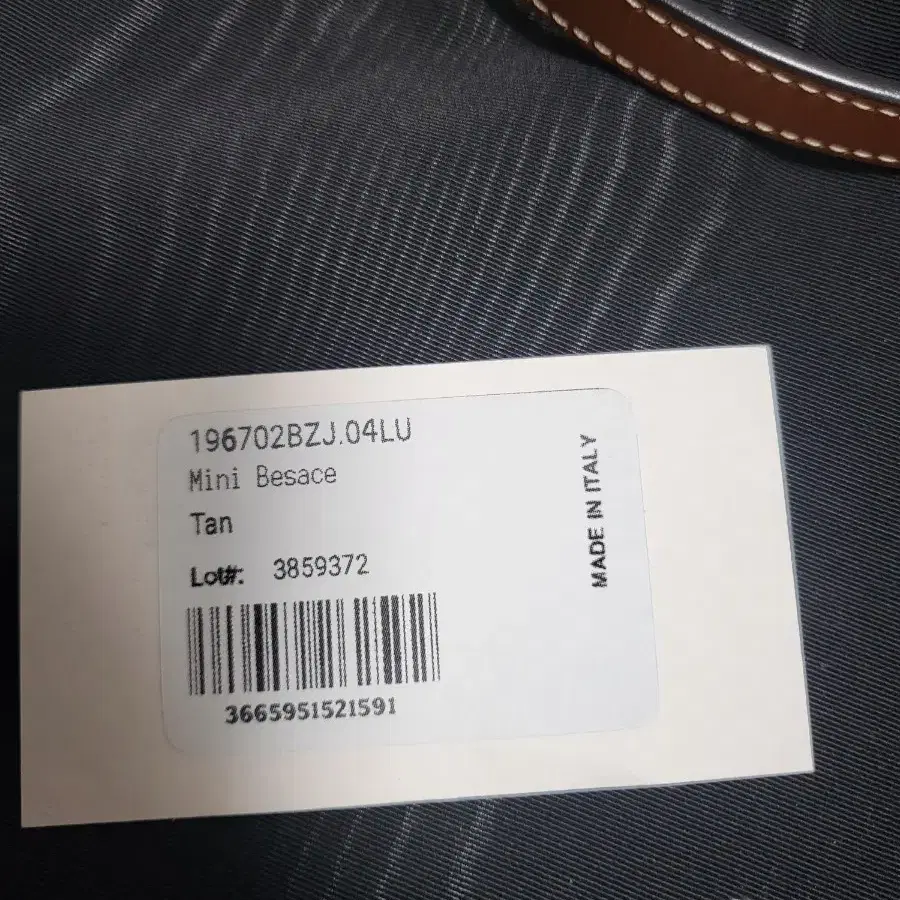 196702BZJ.04LU
Mini Besace
Tan
Lot#: 3859372
3665951521591
MADE IN ITALY